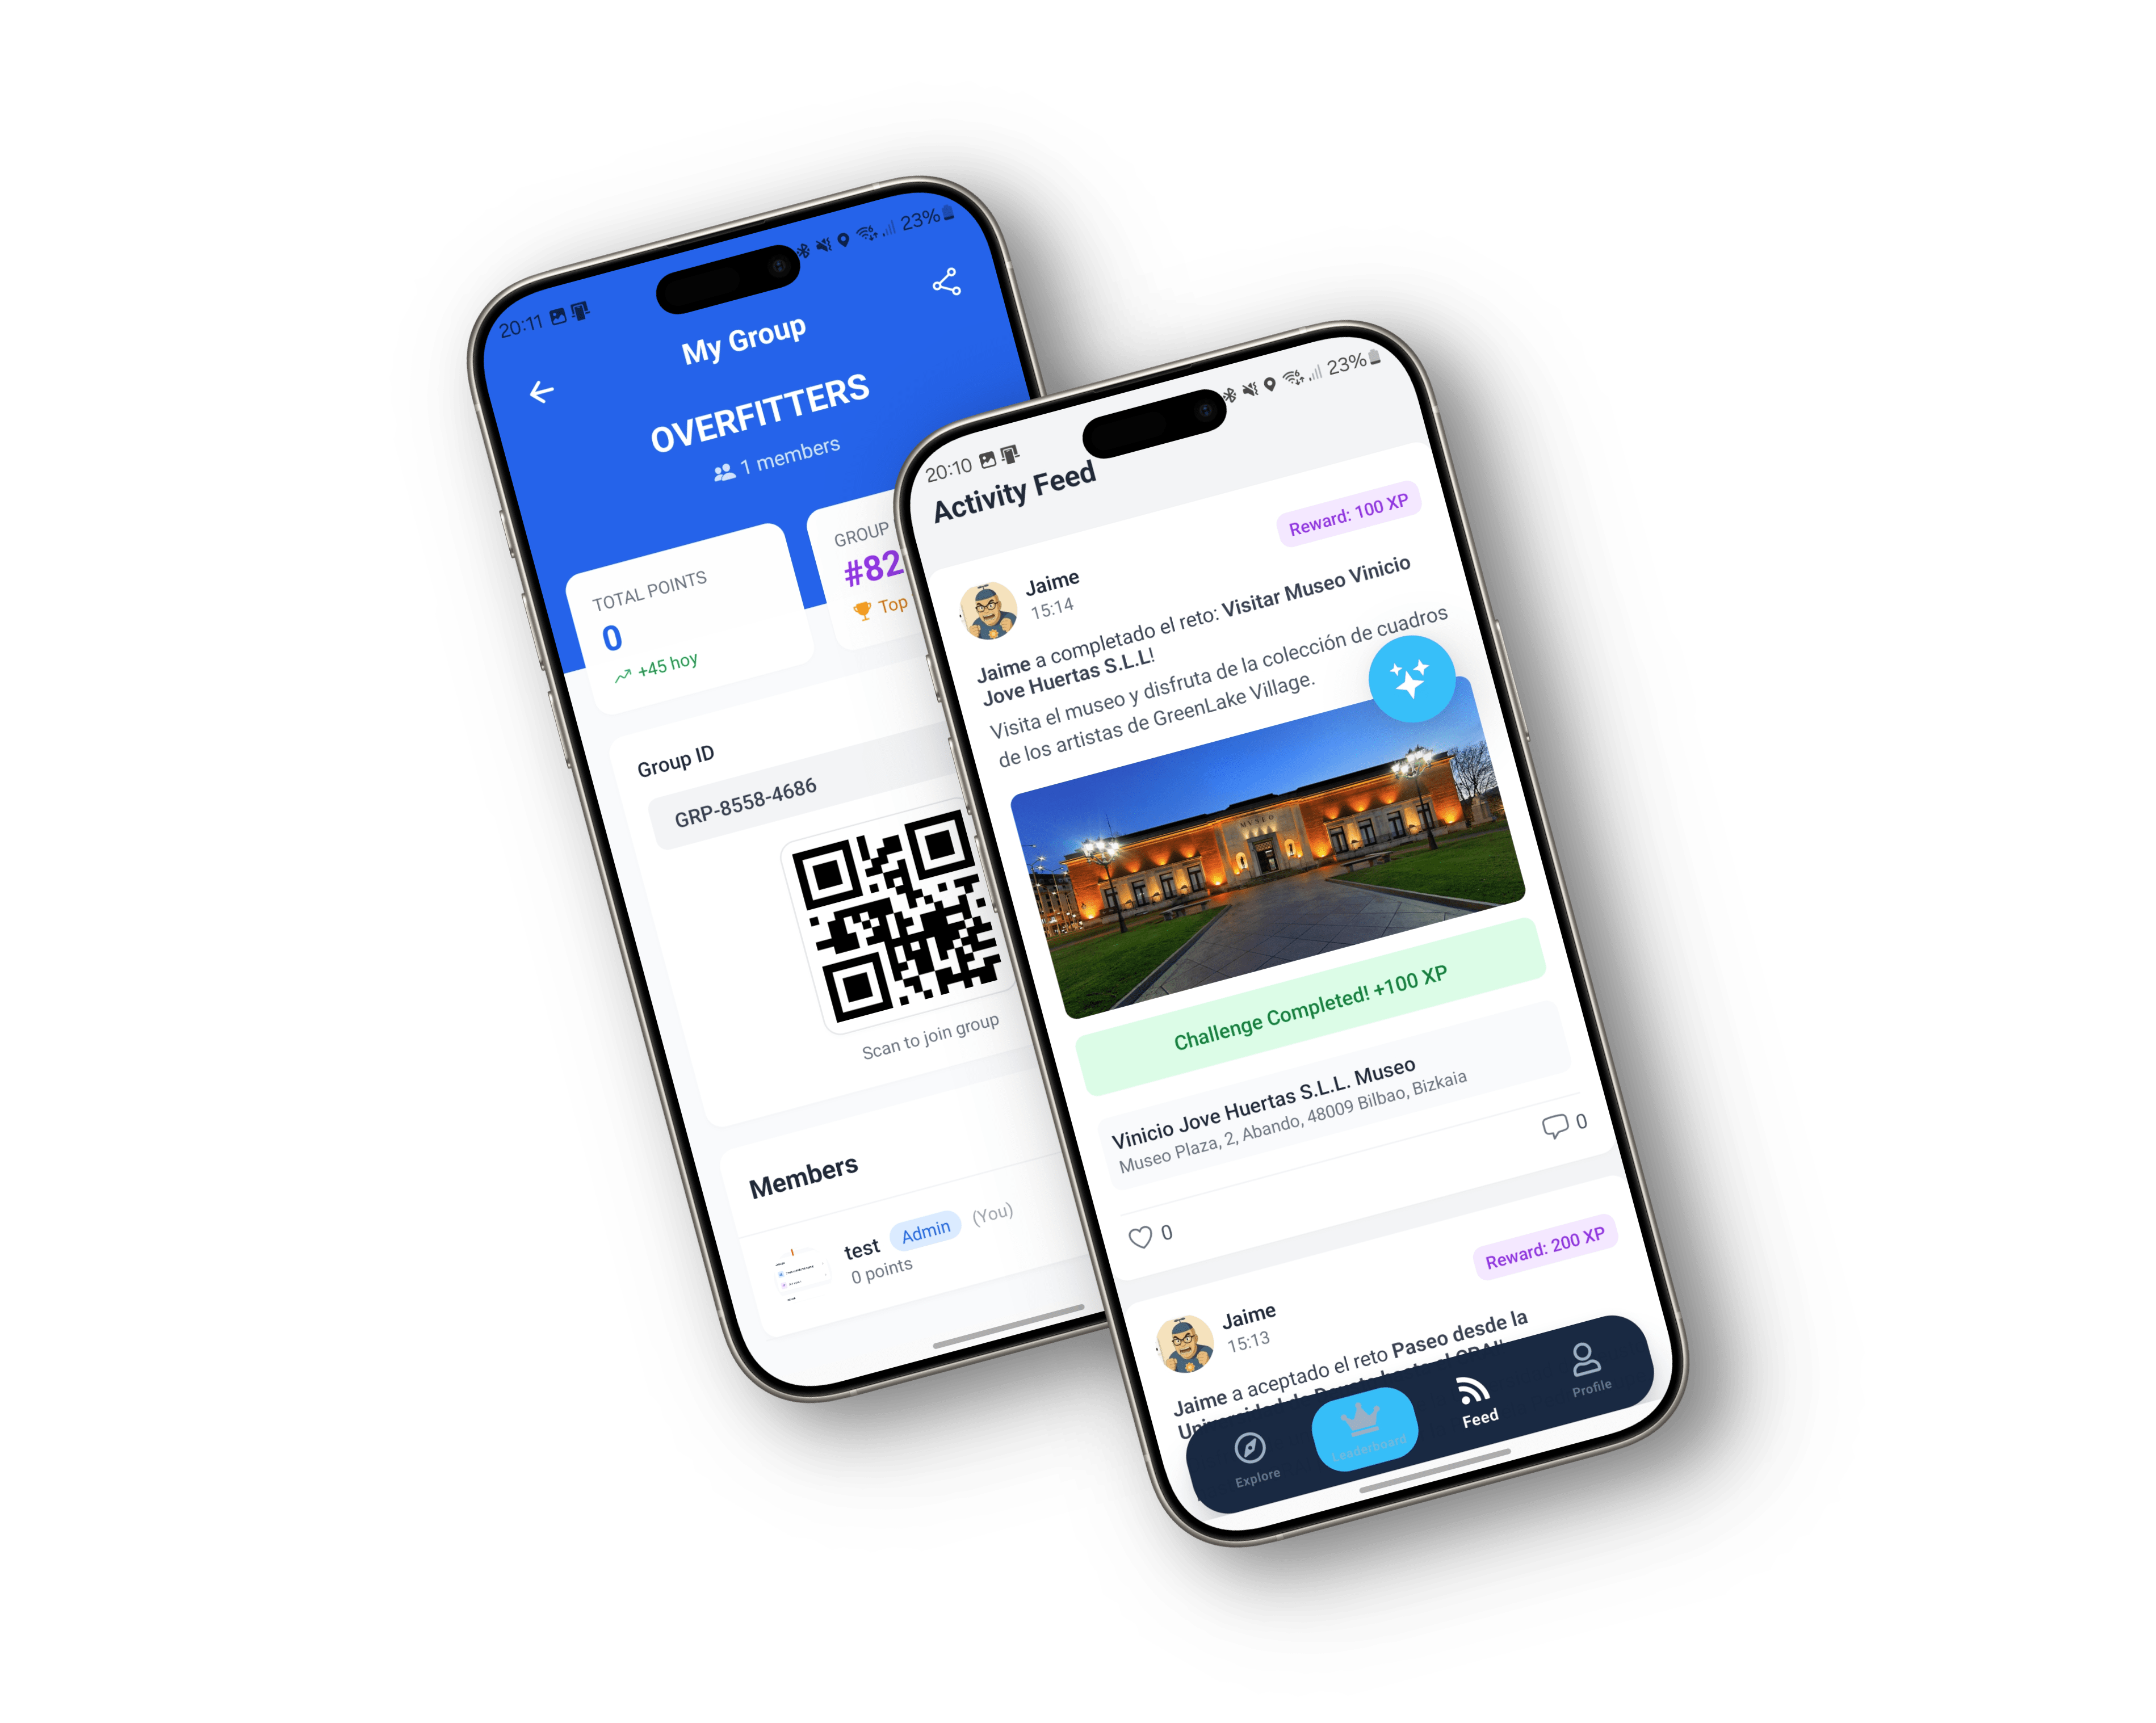 20:11
23%
My Group
OVERFITTERS
1 members
TOTAL POINTS
0
+45 hoy
GROUP
#82
Top
Group ID
GRP-8558-4686
Scan to join group
Members
test Admin (You)
0 points
20:10
23%
Activity Feed
Reward: 100 XP
Jaime
15:14
Jaime a completado el reto: Visitar Museo Vinicio
Jove Huertas S.L.L!
Visita el museo y disfruta de la colección de cuadros
de los artistas de GreenLake Village.
MUSEO
Challenge Completed! +100 XP
Vinicio Jove Huertas S.L.L. Museo
Museo Plaza, 2, Abando, 48009 Bilbao, Bizkaia
0
0
Reward: 200 XP
Jaime
15:13
Jaime a aceptado el reto Paseo desde la
Explore
Leaderboard
Feed
Profile